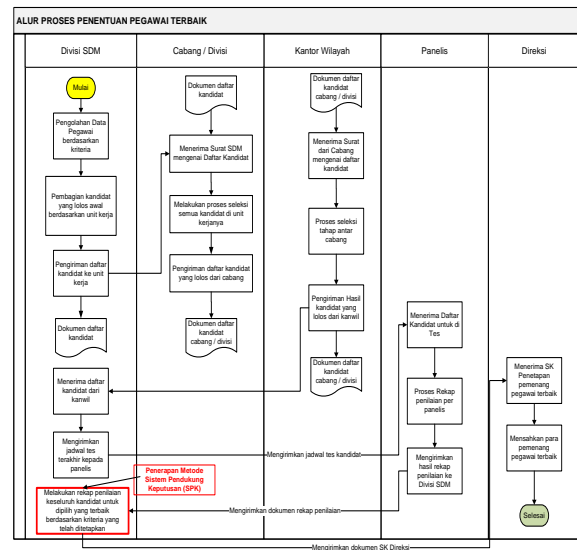 ALUR PROSES PENENTUAN PEGAWAI TERBAIK
Divisi SDM
Cabang / Divisi
Kantor Wilayah
Panelis
Direksi
Mulai
Pengolahan Data
Pegawai
berdasarkan
kriteria
Pembagian kandidat
yang lolos awal
berdasarkan unit kerja
Pengiriman daftar
kandidat ke unit
kerja
Dokumen daftar
kandidat
Menerima daftar
kandidat dari
kanwil
Mengirimkan
jadwal tes
terakhir kepada
panelis
Melakukan rekap penilaian
keseluruh kandidat untuk
dipilih yang terbaik
berdasarkan kriteria yang
telah ditetapkan
Penerapan Metode
Sistem Pendukung
Keputusan (SPK)
Dokumen daftar
kandidat
Menerima Surat SDM
mengenai Daftar Kandidat
Melakukan proses seleksi
semua kandidat di unit
kerjanya
Pengiriman daftar kandidat
yang lolos dari cabang
Dokumen daftar
kandidat
cabang / divisi
Dokumen daftar
kandidat
cabang / divisi
Menerima Surat
dari Cabang
mengenai daftar
kandidat
Proses seleksi
tahap antar
cabang
Pengiriman Hasil
kandidat yang
lolos dari kanwil
Dokumen daftar
kandidat
cabang / divisi
Mengirimkan jadwal tes kandidat
Mengirimkan dokumen rekap penilaian
Menerima Daftar
Kandidat untuk di
Tes
Proses Rekap
penilaian per
panelis
Mengirimkan
hasil rekap
penilaian ke
Divisi SDM
Menerima SK
Penetapan
pemenang
pegawai terbaik
Mensahkan para
pemenang
pegawai terbaik
Selesai
Mengirimkan dokumen SK Direksi